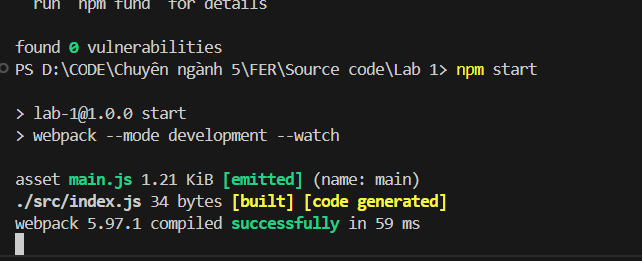 run `npm fund` for details
found 0 vulnerabilities
PS D:\CODE\Chuyên ngành 5\FER\Source code\Lab 1> npm start
> lab-1@1.0.0 start
> webpack --mode development --watch
asset main.js 1.21 KiB [emitted] (name: main)
./src/index.js 34 bytes [built] [code generated]
webpack 5.97.1 compiled successfully in 59 ms